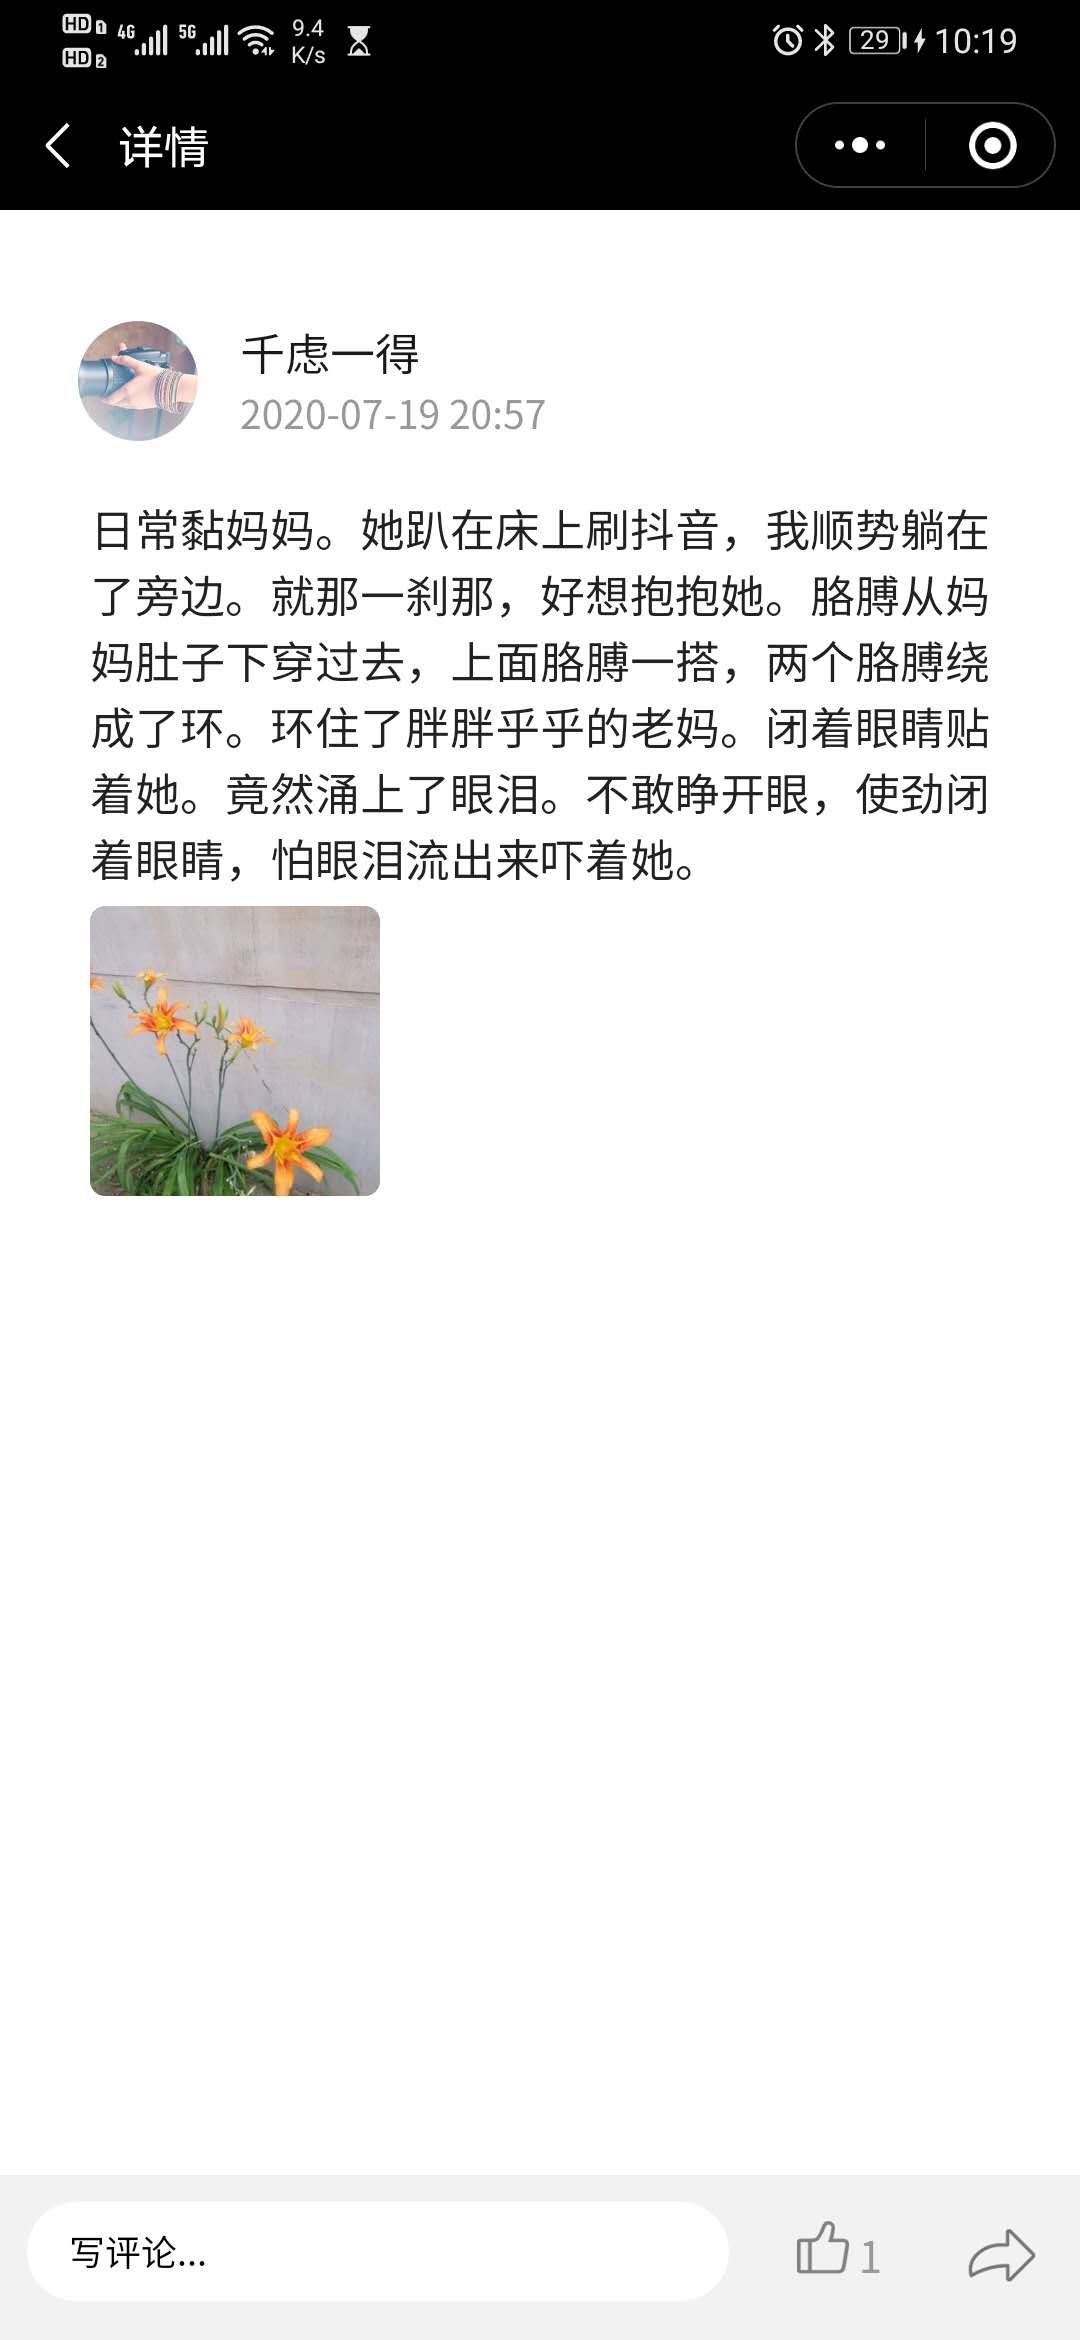 HD 1 4G 5G 9.4 K/s 29 10:19
HD 2
详情
千虑一得
2020-07-19 20:57
日常黏妈妈。她趴在床上刷抖音，我顺势躺在
了旁边。就那一刹那，好想抱抱她。胳膊从妈
妈肚子下穿过去，上面胳膊一搭，两个胳膊绕
成了环。环住了胖胖乎乎的老妈。闭着眼睛贴
着她。竟然涌上了眼泪。不敢睁开眼，使劲闭
着眼睛，怕眼泪流出来吓着她。
写评论... 1